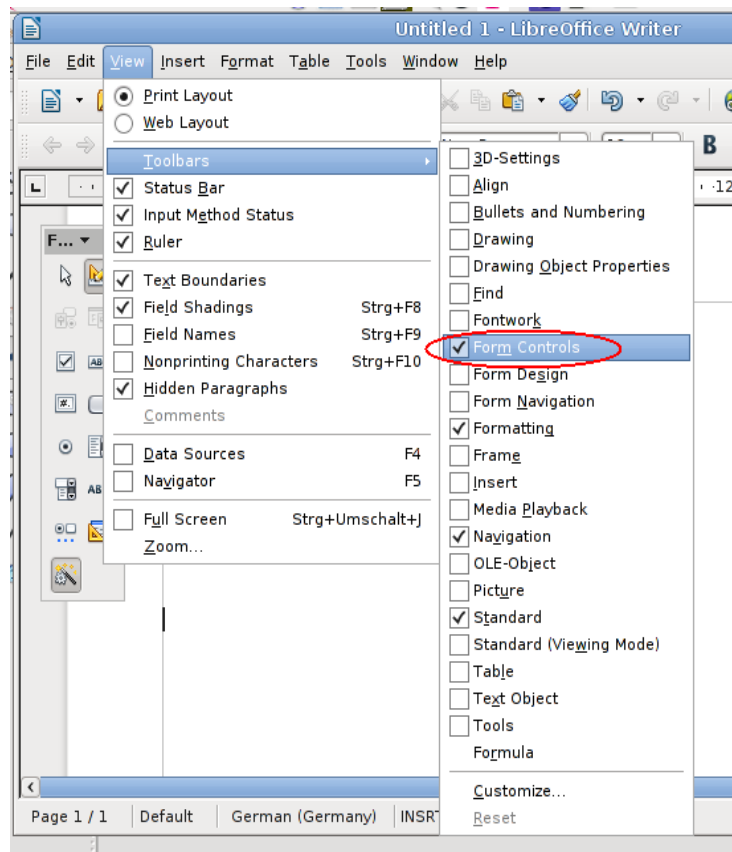 Untitled 1 - LibreOffice Writer
File Edit View Insert Format Table Tools Window Help
Print Layout
Web Layout
Toolbars
Status Bar
Input Method Status
Ruler
Text Boundaries
Field Shadings Strg+F8
Field Names Strg+F9
Nonprinting Characters Strg+F10
Hidden Paragraphs
Comments
Data Sources F4
Navigator F5
Full Screen Strg+Umschalt+J
Zoom...
3D-Settings
Align
Bullets and Numbering
Drawing
Drawing Object Properties
Find
Fontwork
Form Controls
Form Design
Form Navigation
Formatting
Frame
Insert
Media Playback
Navigation
OLE-Object
Picture
Standard
Standard (Viewing Mode)
Table
Text Object
Tools
Formula
Customize...
Reset
B
12
F...
AB
#.
AB
Page 1 / 1 Default German (Germany) INSRT